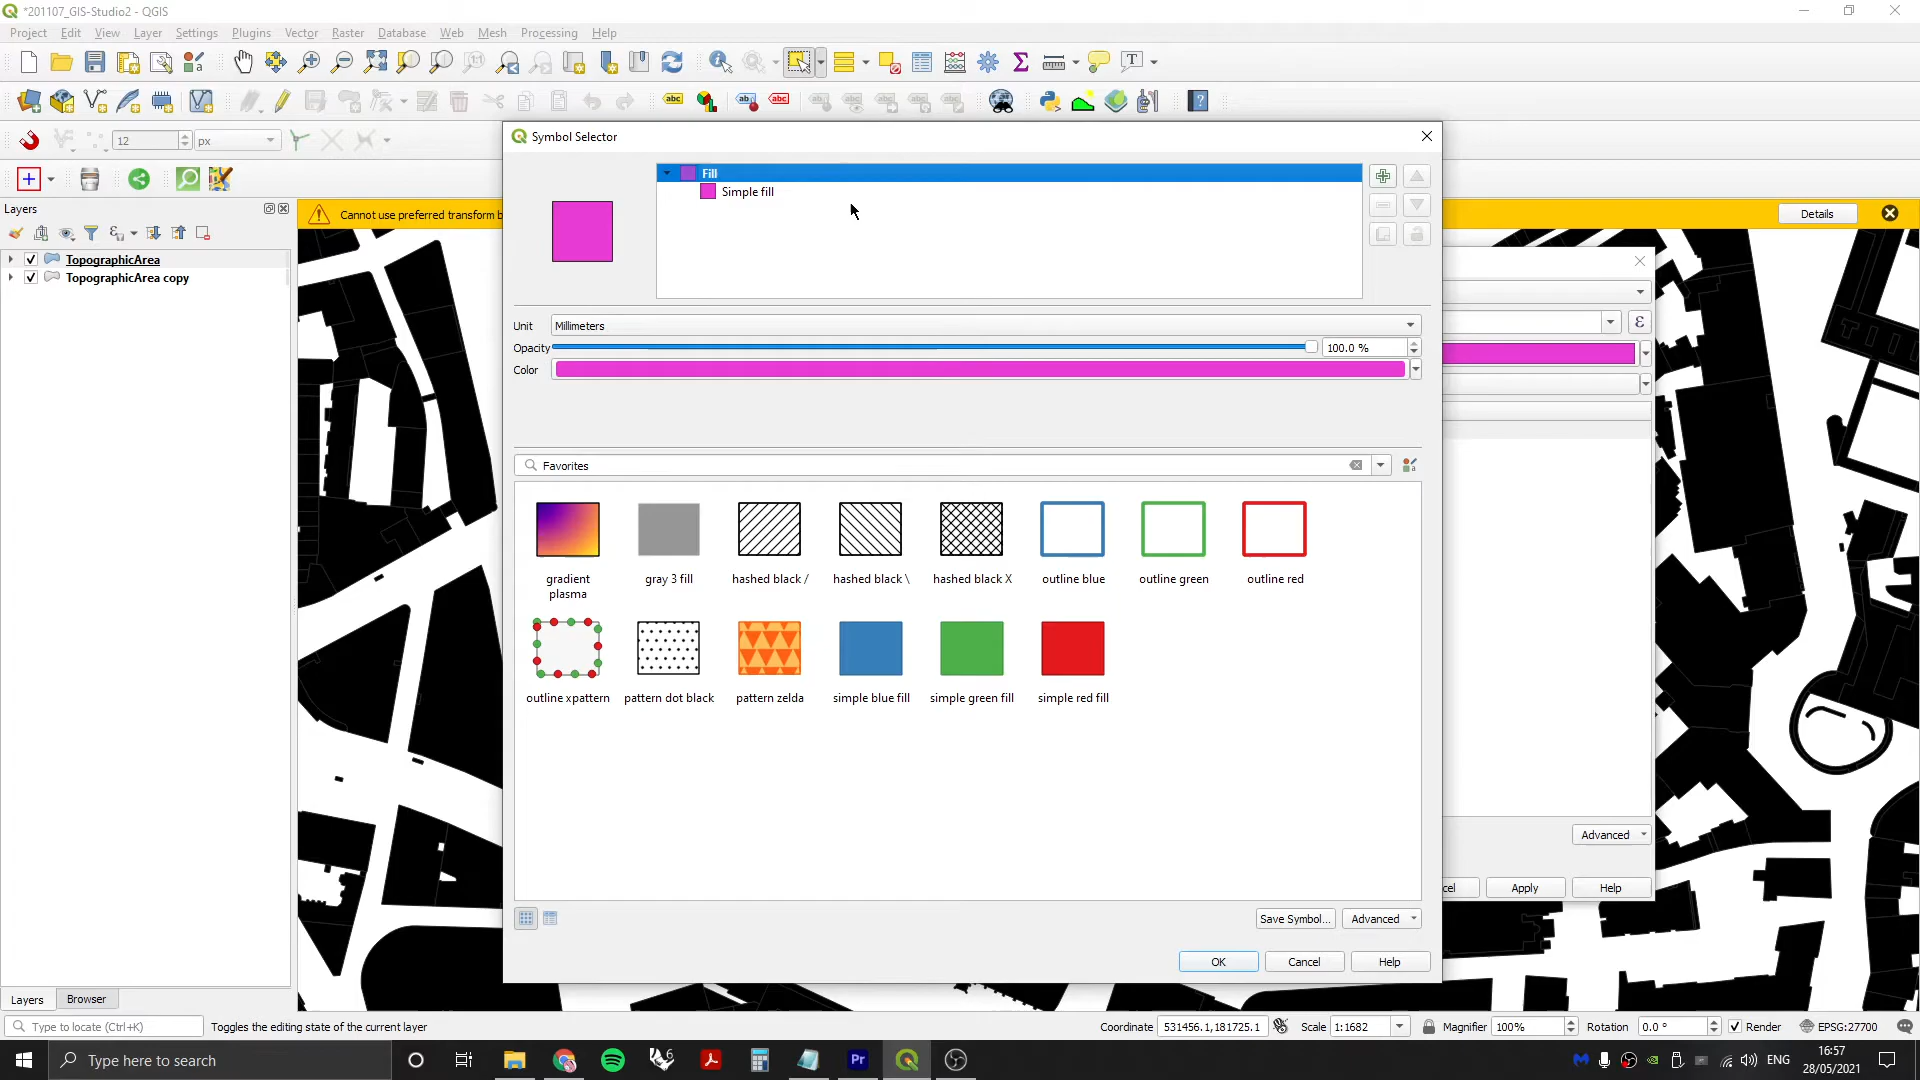 *201107_GIS-Studio2 - QGIS
Project Edit View Layer Settings Plugins Vector Raster Database Web Mesh Processing Help
12 px
Symbol Selector
Fill
Simple fill
Layers
Cannot use preferred transform b
Details
TopographicArea
TopographicArea copy
Unit Millimeters
Opacity 100.0 %
Color
Favorites
gradient plasma
gray 3 fill
hashed black /
hashed black \
hashed black X
outline blue
outline green
outline red
outline xpattern
pattern dot black
pattern zelda
simple blue fill
simple green fill
simple red fill
Advanced
cel Apply Help
Save Symbol... Advanced
OK Cancel Help
Layers Browser
Type to locate (Ctrl+K) Toggles the editing state of the current layer Coordinate 531456.1,181725.1 Scale 1:1682 Magnifier 100% Rotation 0.0 ° Render EPSG:27700
Type here to search
ENG
16:57
28/05/2021